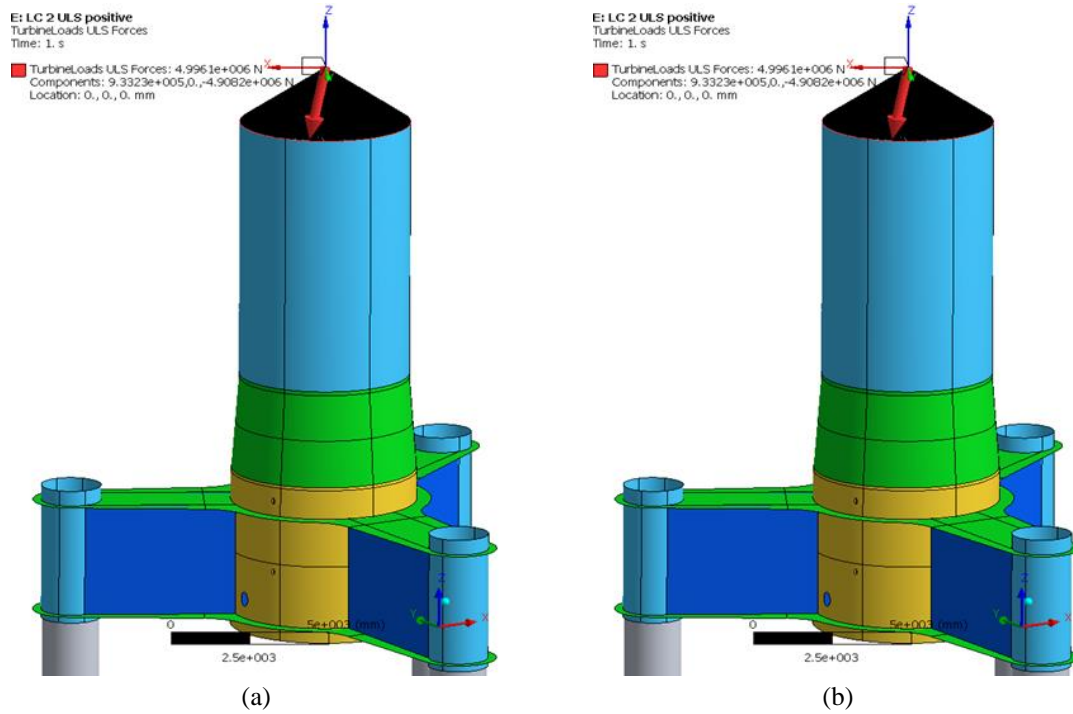 E: LC 2 ULS positive
TurbineLoads ULS Forces
Time: 1. s
TurbineLoads ULS Forces: 4.9961e+006 N
Components: 9.3323e+005,0.,-4.9082e+006 N
Location: 0., 0., 0. mm
Z
X
Z
Y
X
0
5e+003 (mm)
2.5e+003
(a)
E: LC 2 ULS positive
TurbineLoads ULS Forces
Time: 1. s
TurbineLoads ULS Forces: 4.9961e+006 N
Components: 9.3323e+005,0.,-4.9082e+006 N
Location: 0., 0., 0. mm
Z
X
Z
Y
X
0
5e+003 (mm)
2.5e+003
(b)